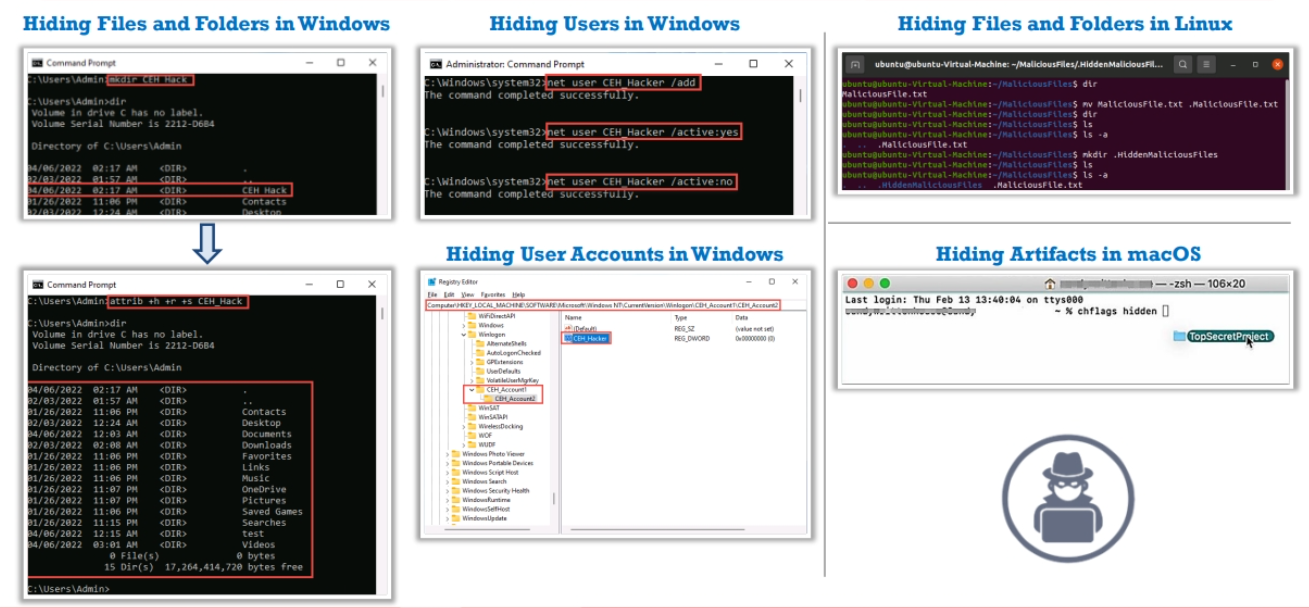 Hiding Files and Folders in Windows
Command Prompt
C:\Users\Admin>mkdir CEH_Hack
C:\Users\Admin>dir
Volume in drive C has no label.
Volume Serial Number is 2212-D6B4
Directory of C:\Users\Admin
04/06/2022 02:17 AM <DIR> .
02/03/2022 01:57 AM <DIR> ..
04/06/2022 02:17 AM <DIR> CEH_Hack
01/26/2022 11:06 PM <DIR> Contacts
02/03/2022 12:24 AM <DIR> Desktop
Command Prompt
C:\Users\Admin>attrib +h +r +s CEH_Hack
C:\Users\Admin>dir
Volume in drive C has no label.
Volume Serial Number is 2212-D6B4
Directory of C:\Users\Admin
04/06/2022 02:17 AM <DIR> .
02/03/2022 01:57 AM <DIR> ..
01/26/2022 11:06 PM <DIR> Contacts
02/03/2022 12:24 AM <DIR> Desktop
04/06/2022 12:03 AM <DIR> Documents
02/03/2022 02:08 AM <DIR> Downloads
01/26/2022 11:06 PM <DIR> Favorites
01/26/2022 11:06 PM <DIR> Links
01/26/2022 11:06 PM <DIR> Music
01/26/2022 11:07 PM <DIR> OneDrive
01/26/2022 11:07 PM <DIR> Pictures
01/26/2022 11:06 PM <DIR> Saved Games
01/26/2022 11:15 PM <DIR> Searches
04/06/2022 12:15 AM <DIR> test
04/06/2022 03:01 AM <DIR> Videos
0 File(s) 0 bytes
15 Dir(s) 17,264,414,720 bytes free
C:\Users\Admin>
Hiding Users in Windows
Administrator: Command Prompt
C:\Windows\system32>net user CEH_Hacker /add
The command completed successfully.
C:\Windows\system32>net user CEH_Hacker /active:yes
The command completed successfully.
C:\Windows\system32>net user CEH_Hacker /active:no
The command completed successfully.
Hiding User Accounts in Windows
Registry Editor
File Edit View Favorites Help
Computer\HKEY_LOCAL_MACHINE\SOFTWARE\Microsoft\Windows NT\CurrentVersion\Winlogon\CEH_Account1\CEH_Account2
WiFiDirectAPI
Windows
Winlogon
AlternateShells
AutoLogonChecked
GPExtensions
UserDefaults
VolatileUserMgrKey
CEH_Account1
CEH_Account2
WinSAT
WinSATAPI
WirelessDocking
WOF
WUDF
Windows Photo Viewer
Windows Portable Devices
Windows Script Host
Windows Search
Windows Security Health
WindowsRuntime
WindowsSelfHost
WindowsUpdate
Name Type Data
(Default) REG_SZ (value not set)
CEH_Hacker REG_DWORD 0x00000000 (0)
Hiding Files and Folders in Linux
ubuntu@ubuntu-Virtual-Machine: ~/MaliciousFiles/.HiddenMaliciousFil...
ubuntu@ubuntu-Virtual-Machine:~/MaliciousFiles$ dir
MaliciousFile.txt
ubuntu@ubuntu-Virtual-Machine:~/MaliciousFiles$ mv MaliciousFile.txt .MaliciousFile.txt
ubuntu@ubuntu-Virtual-Machine:~/MaliciousFiles$ dir
ubuntu@ubuntu-Virtual-Machine:~/MaliciousFiles$ ls
ubuntu@ubuntu-Virtual-Machine:~/MaliciousFiles$ ls -a
. .. .MaliciousFile.txt
ubuntu@ubuntu-Virtual-Machine:~/MaliciousFiles$ mkdir .HiddenMaliciousFiles
ubuntu@ubuntu-Virtual-Machine:~/MaliciousFiles$ ls
ubuntu@ubuntu-Virtual-Machine:~/MaliciousFiles$ ls -a
. .. .HiddenMaliciousFiles .MaliciousFile.txt
Hiding Artifacts in macOS
— -zsh — 106×20
Last login: Thu Feb 13 13:40:04 on ttys000
~ % chflags hidden
TopSecretProject